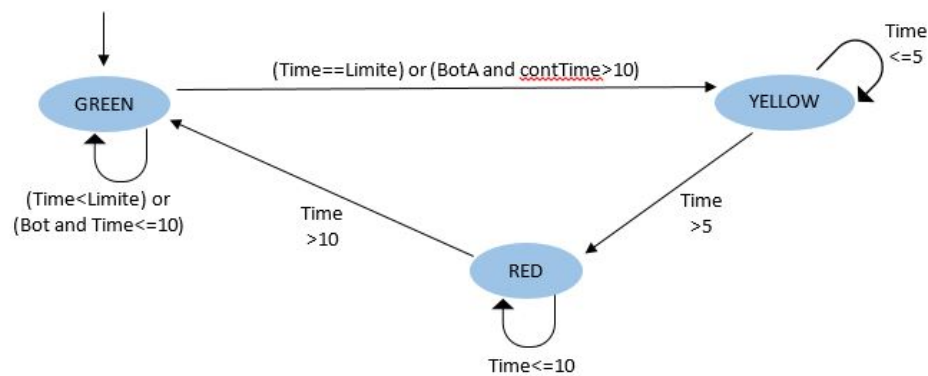 Time
<=5
(Time==Limite) or (BotA and contTime>10)
GREEN
YELLOW
(Time<Limite) or
(Bot and Time<=10)
Time
>10
Time
>5
RED
Time<=10